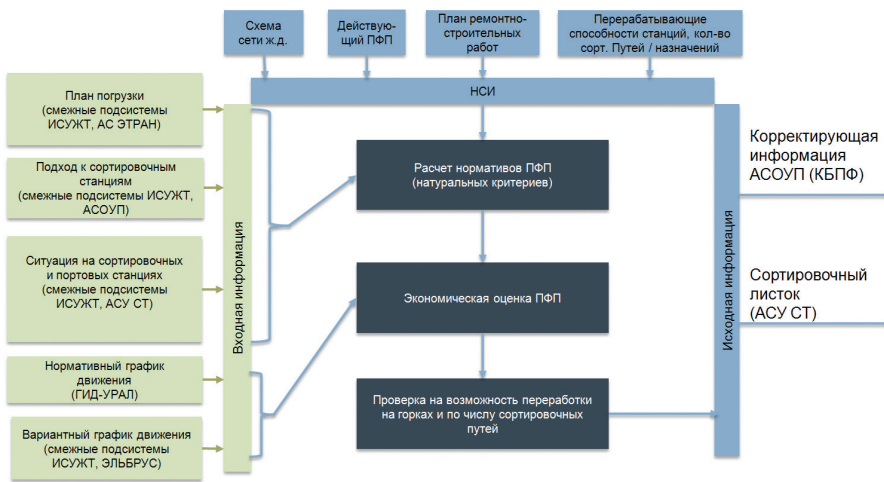 Схема
сети ж.д.
Действую-
щий ПФП
План ремонтно-
строительных
работ
Перерабатывающие
способности станций, кол-во
сорт. Путей / назначений
НСИ
План погрузки
(смежные подсистемы
ИСУЖТ, АС ЭТРАН)
Подход к сортировочным
станциям
(смежные подсистемы ИСУЖТ,
АСОУП)
Ситуация на сортировочных
и портовых станциях
(смежные подсистемы
ИСУЖТ, АСУ СТ)
Нормативный график
движения
(ГИД-УРАЛ)
Вариантный график движения
(смежные подсистемы
ИСУЖТ, ЭЛЬБРУС)
Входная информация
Расчет нормативов ПФП
(натуральных критериев)
Экономическая оценка ПФП
Проверка на возможность переработки
на горках и по числу сортировочных
путей
Исходная информация
Корректирующая
информация
АСОУП (КБПФ)
Сортировочный
листок
(АСУ СТ)